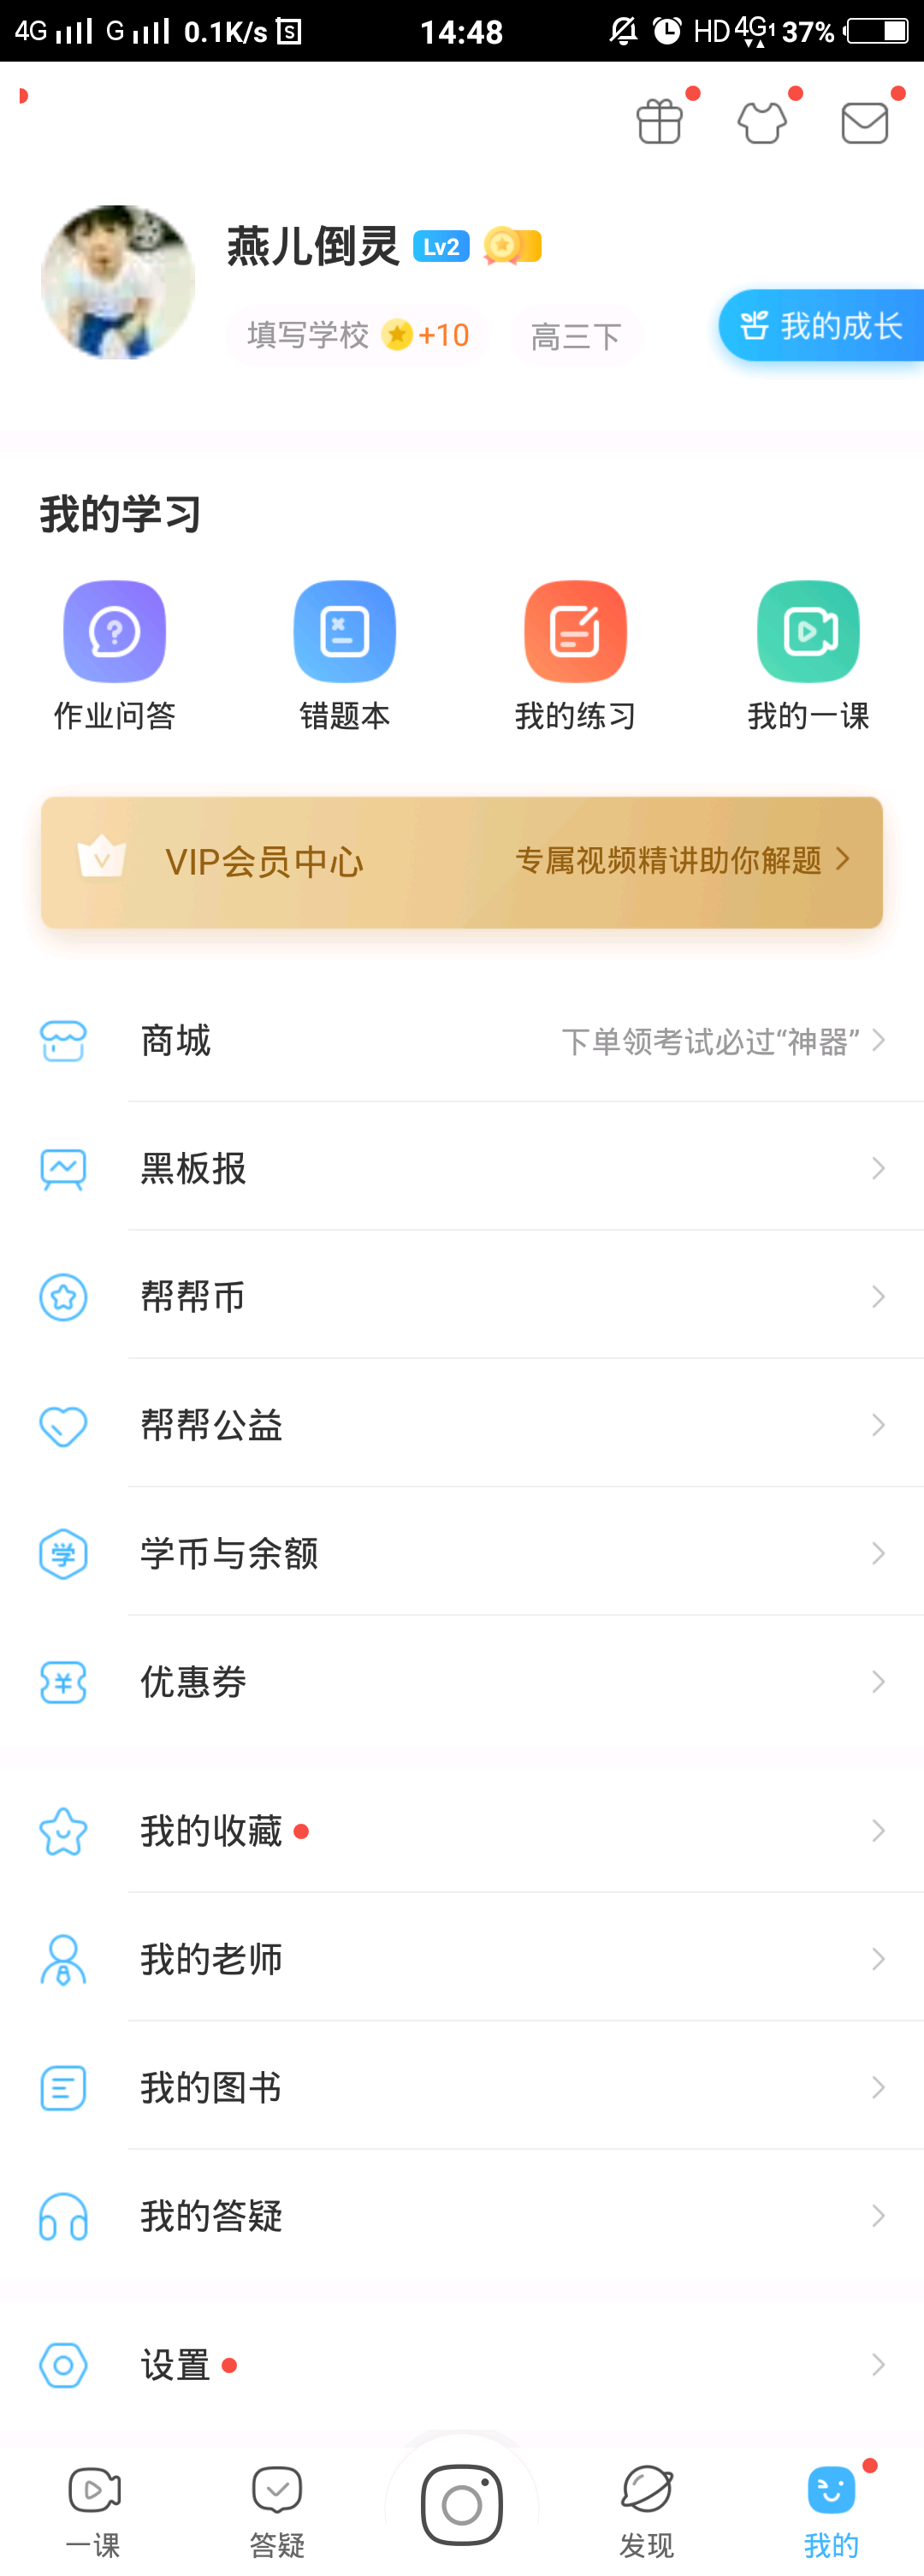 4G G 0.1K/s 14:48 HD 4G1 37%
燕儿倒灵 Lv2
填写学校 +10 高三下
我的成长
我的学习
作业问答 错题本 我的练习 我的一课
VIP会员中心 专属视频精讲助你解题
商城 下单领考试必过“神器”
黑板报
帮帮币
帮帮公益
学币与余额
优惠券
我的收藏
我的老师
我的图书
我的答疑
设置
一课 答疑 发现 我的